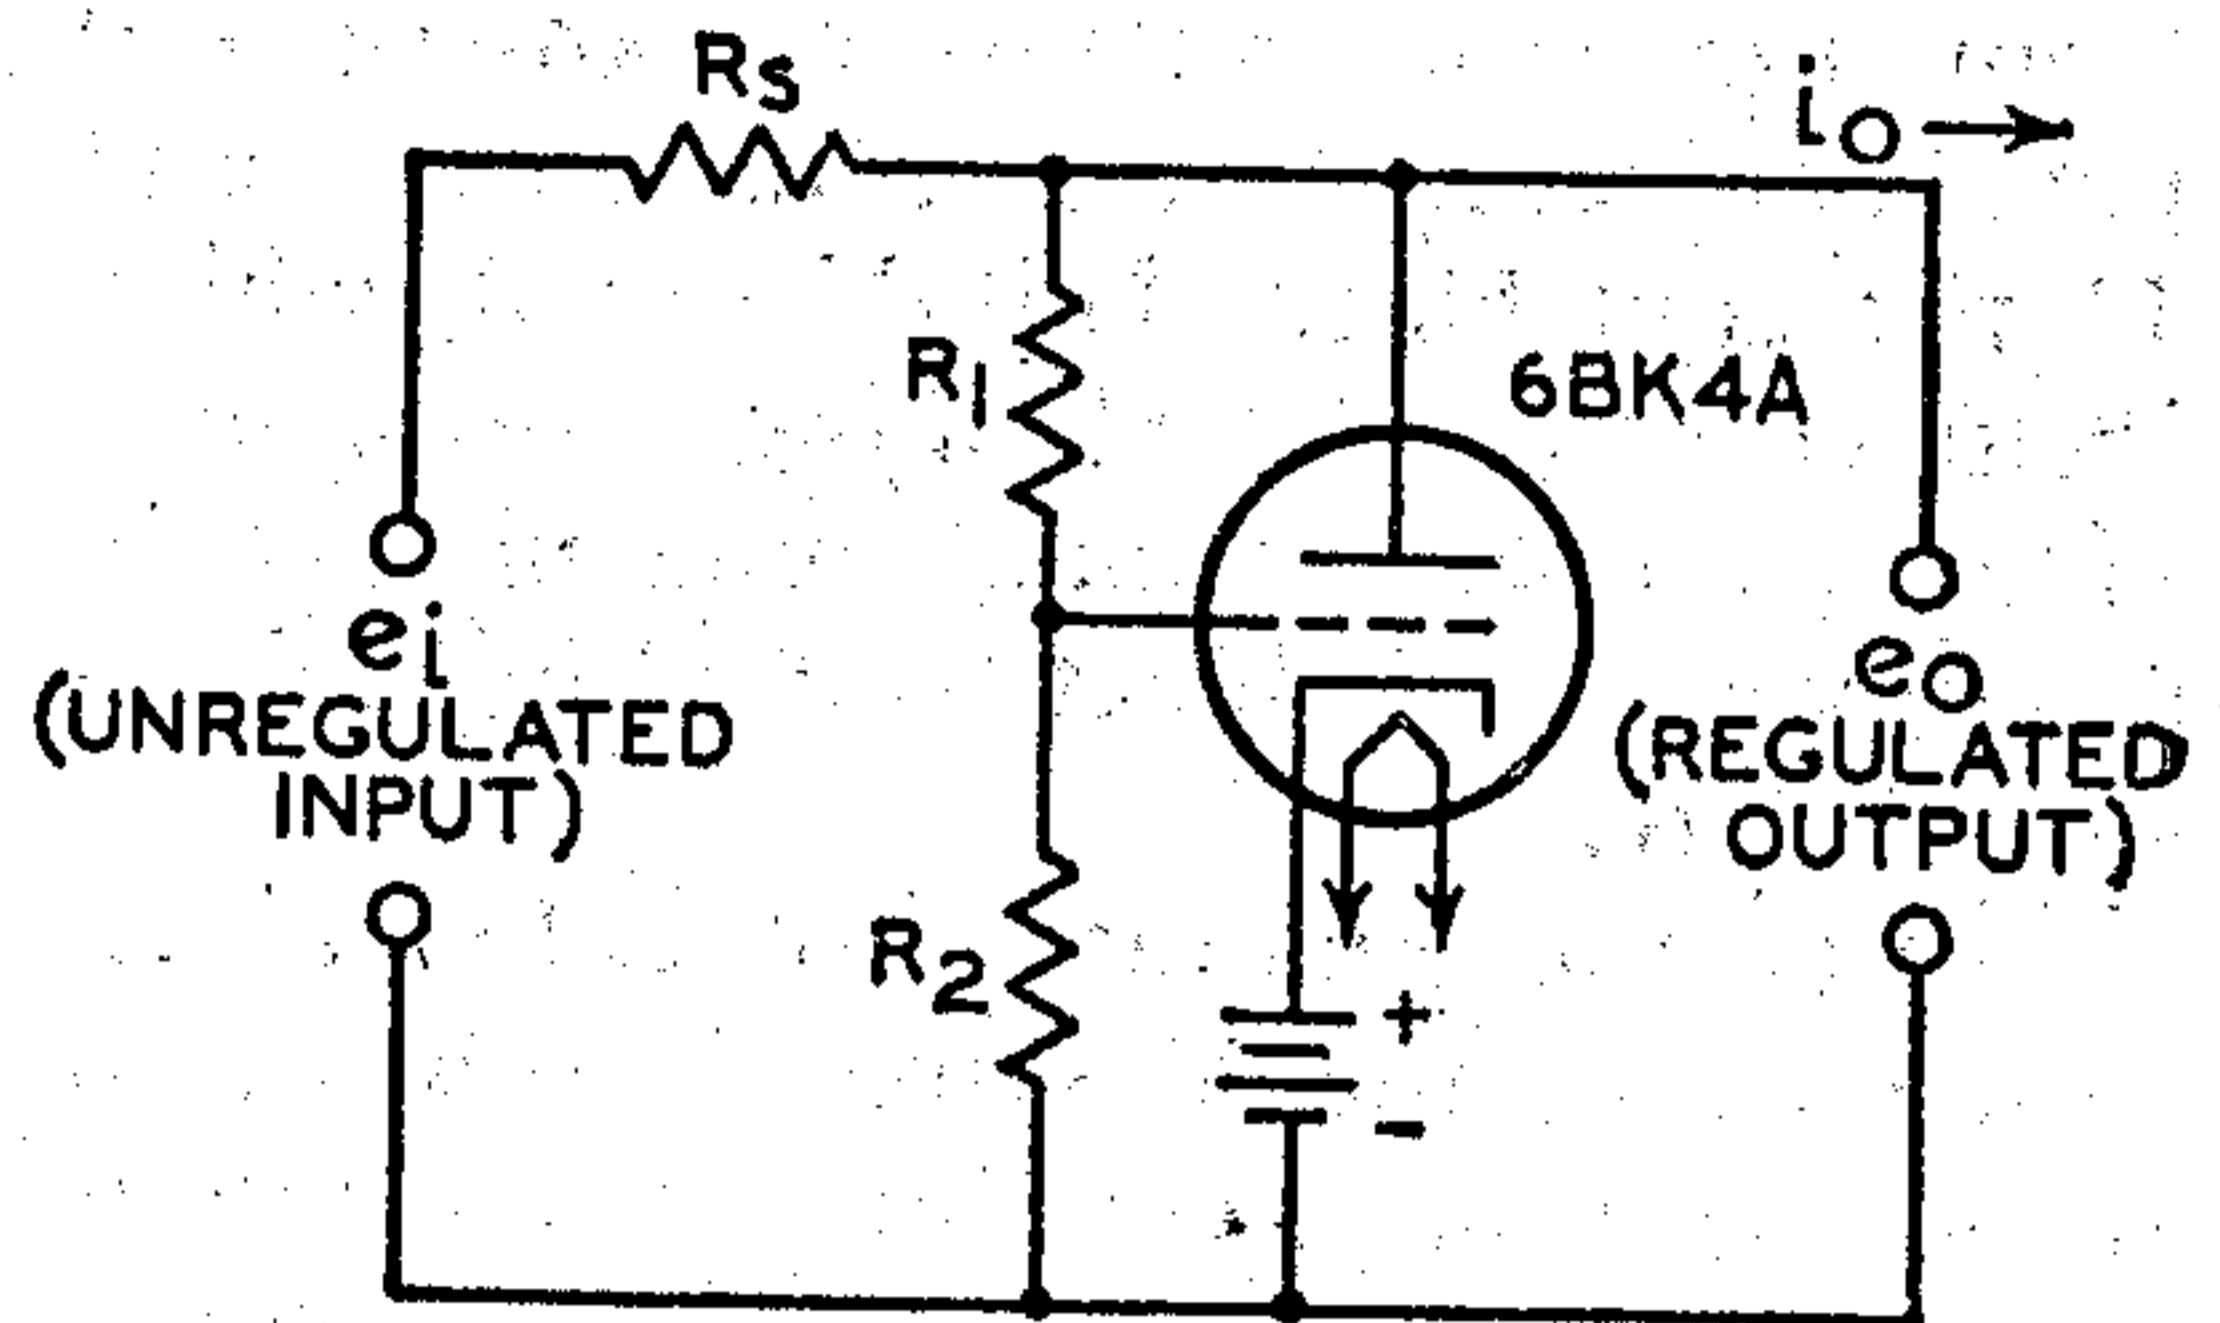 Rs
io
R1
6BK4A
ei
(UNREGULATED
INPUT)
eo
(REGULATED
OUTPUT)
R2
+
-